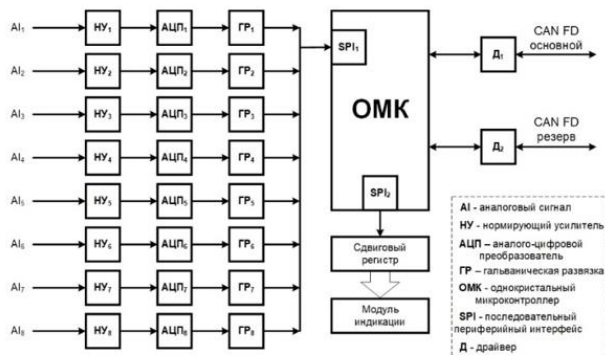 AI₁ НУ₁ АЦП₁ ГР₁
AI₂ НУ₂ АЦП₂ ГР₂
AI₃ НУ₃ АЦП₃ ГР₃
AI₄ НУ₄ АЦП₄ ГР₄
AI₅ НУ₅ АЦП₅ ГР₅
AI₆ НУ₆ АЦП₆ ГР₆
AI₇ НУ₇ АЦП₇ ГР₇
AI₈ НУ₈ АЦП₈ ГР₈
SPI₁
ОМК
SPI₂
Сдвиговый
регистр
Модуль
индикации
Д₁
CAN FD
основной
Д₂
CAN FD
резерв
AI - аналоговый сигнал
НУ - нормирующий усилитель
АЦП – аналого-цифровой
преобразователь
ГР – гальваническая развязка
ОМК – однокристальный
микроконтроллер
SPI – последовательный
периферийный интерфейс
Д – драйвер